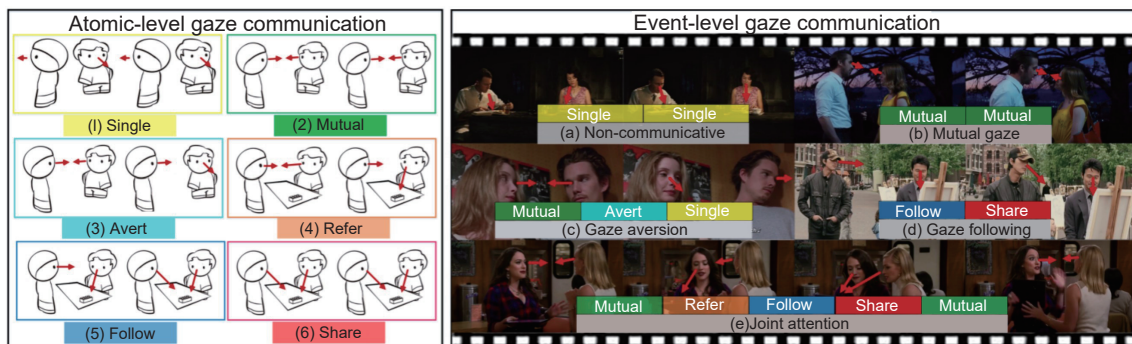 Atomic-level gaze communication
(l) Single
(2) Mutual
(3) Avert
(4) Refer
(5) Follow
(6) Share
Event-level gaze communication
Single Single
(a) Non-communicative
Mutual Mutual
(b) Mutual gaze
Mutual Avert Single
(c) Gaze aversion
Follow Share
(d) Gaze following
Mutual Refer Follow Share Mutual
(e)Joint attention